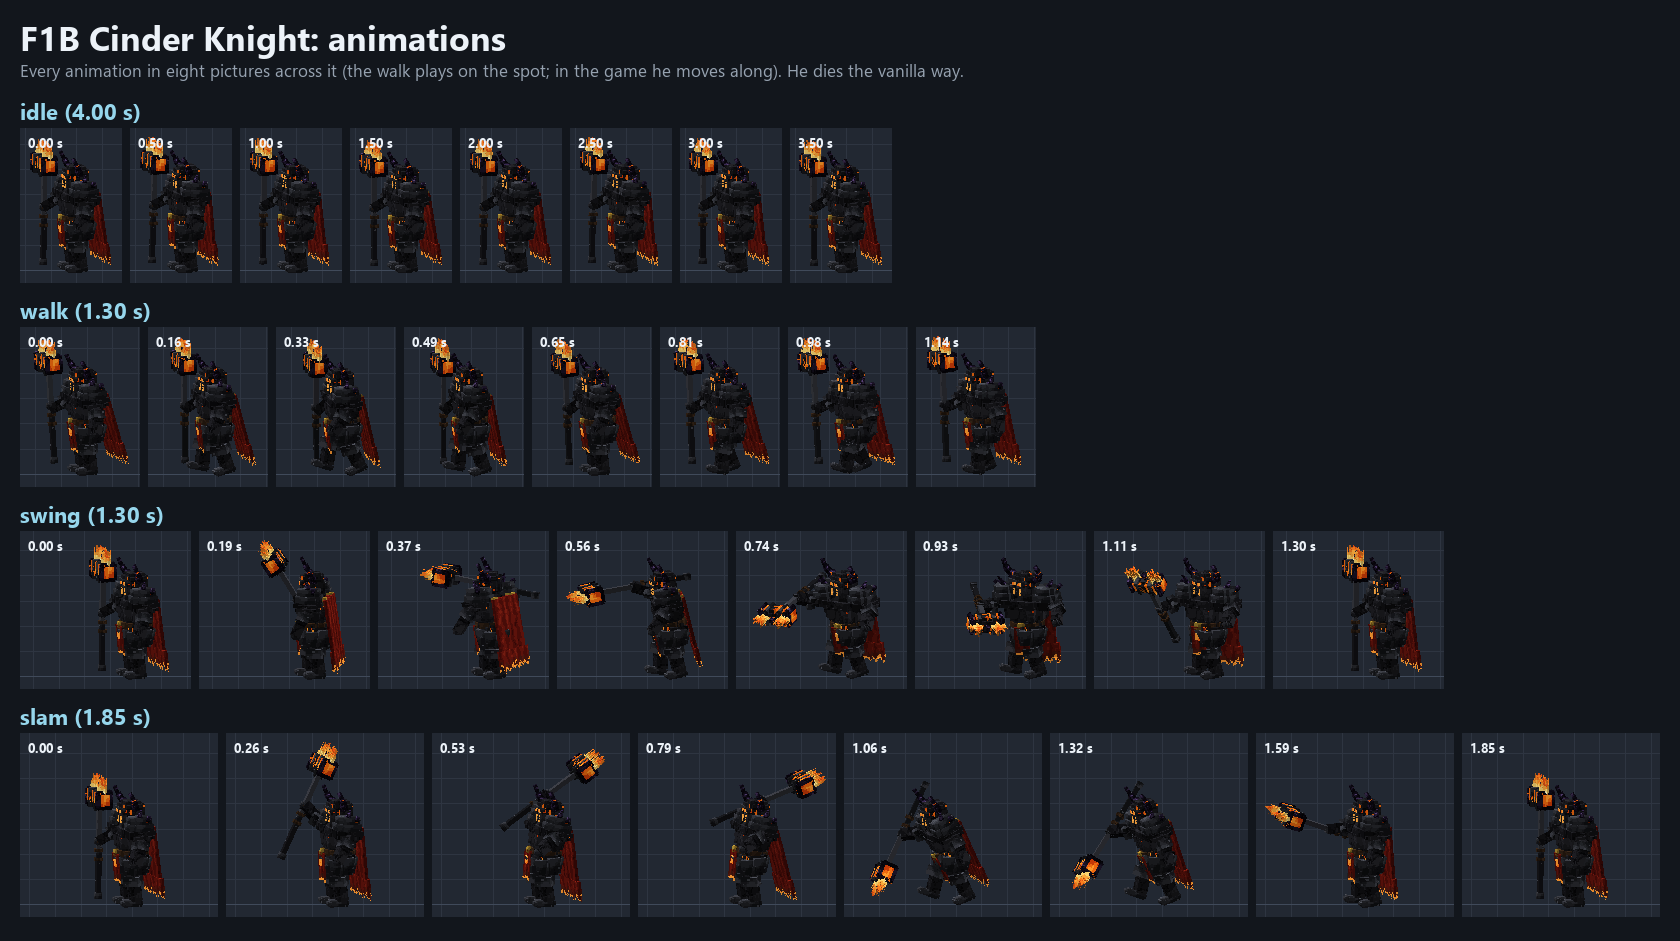 F1B Cinder Knight: animations
Every animation in eight pictures across it (the walk plays on the spot; in the game he moves along). He dies the vanilla way.
idle (4.00 s)
0.00 s 0.50 s 1.00 s 1.50 s 2.00 s 2.50 s 3.00 s 3.50 s
walk (1.30 s)
0.00 s 0.16 s 0.33 s 0.49 s 0.65 s 0.81 s 0.98 s 1.14 s
swing (1.30 s)
0.00 s 0.19 s 0.37 s 0.56 s 0.74 s 0.93 s 1.11 s 1.30 s
slam (1.85 s)
0.00 s 0.26 s 0.53 s 0.79 s 1.06 s 1.32 s 1.59 s 1.85 s